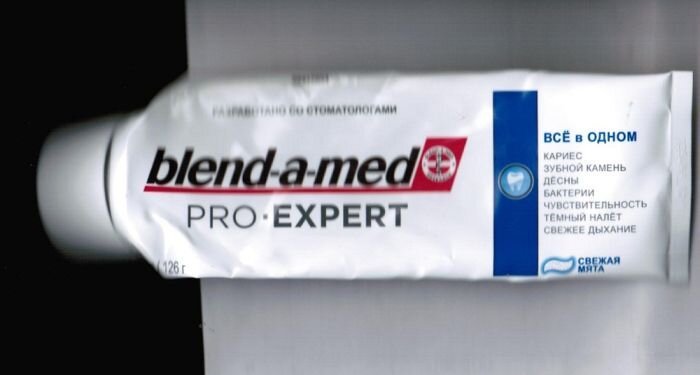 РАЗРАБОТАНО СО СТОМАТОЛОГАМИ
blend-a-med
PRO·EXPERT
126 г
ВСЁ в ОДНОМ
КАРИЕС
ЗУБНОЙ КАМЕНЬ
ДЁСНЫ
БАКТЕРИИ
ЧУВСТВИТЕЛЬНОСТЬ
ТЁМНЫЙ НАЛЁТ
СВЕЖЕЕ ДЫХАНИЕ
СВЕЖАЯ
МЯТА